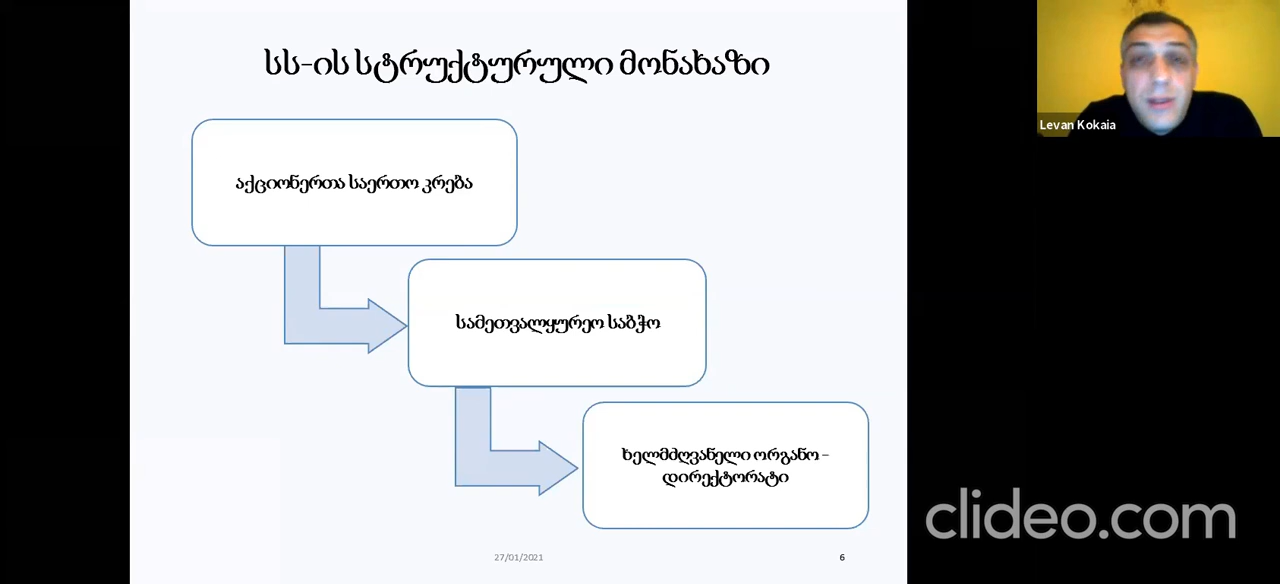 სს-ის სტრუქტურული მონახაზი
აქციონერთა საერთო კრება
სამეთვალყურეო საბჭო
ხელმძღვანელი ორგანო –
დირექტორატი
27/01/2021
6
Levan Kokaia
clideo.com